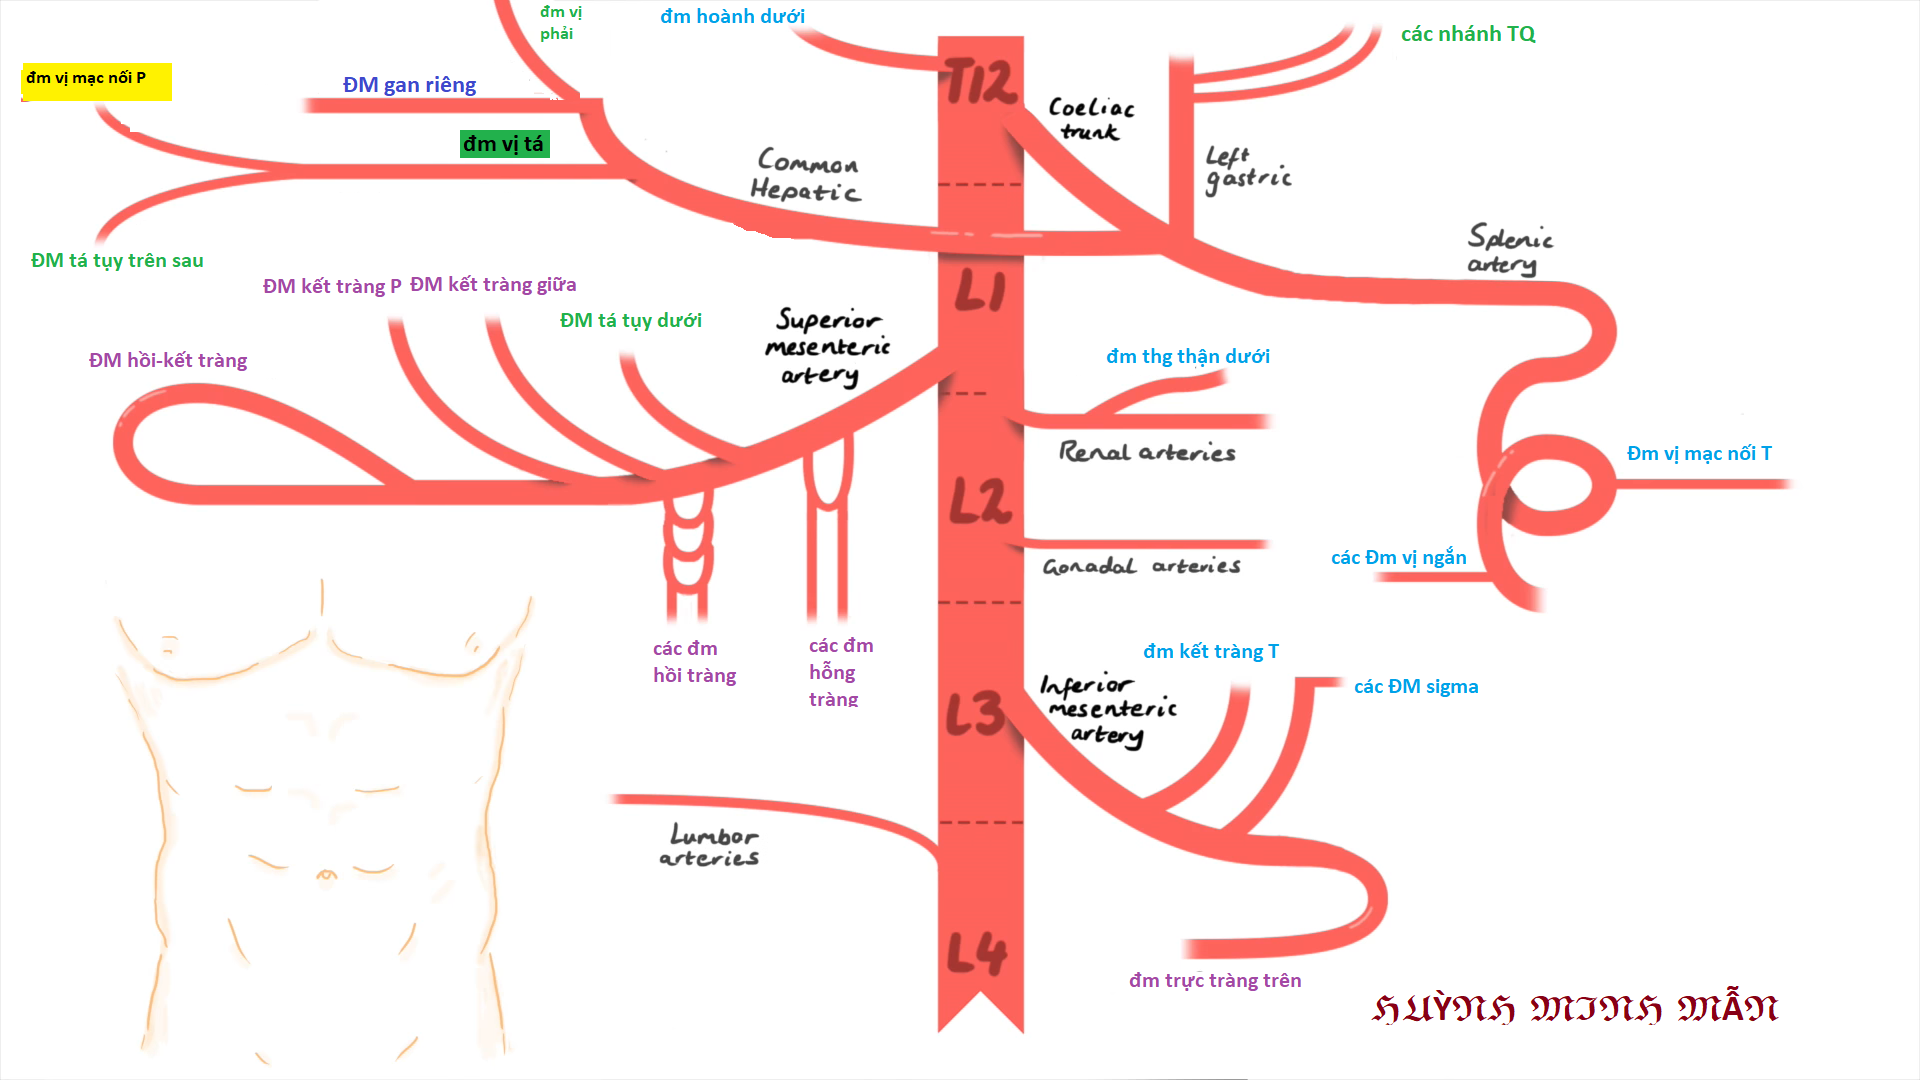 đm vị
phải
đm hoành dưới
các nhánh TQ
đm vị mạc nối P
ĐM gan riêng
T12
Coeliac
trunk
đm vị tá
Common
Hepatic
Left
gastric
ĐM tá tụy trên sau
Splenic
artery
ĐM kết tràng P
ĐM kết tràng giữa
L1
ĐM tá tụy dưới
Superior
mesenteric
artery
ĐM hồi-kết tràng
đm thg thận dưới
Renal arteries
Đm vị mạc nối T
L2
Gonadal arteries
các Đm vị ngắn
các đm
hồi tràng
các đm
hỗng
tràng
đm kết tràng T
các ĐM sigma
L3
Inferior
mesenteric
artery
Lumbar
arteries
L4
đm trực tràng trên
HUỲNH MINH MẪN